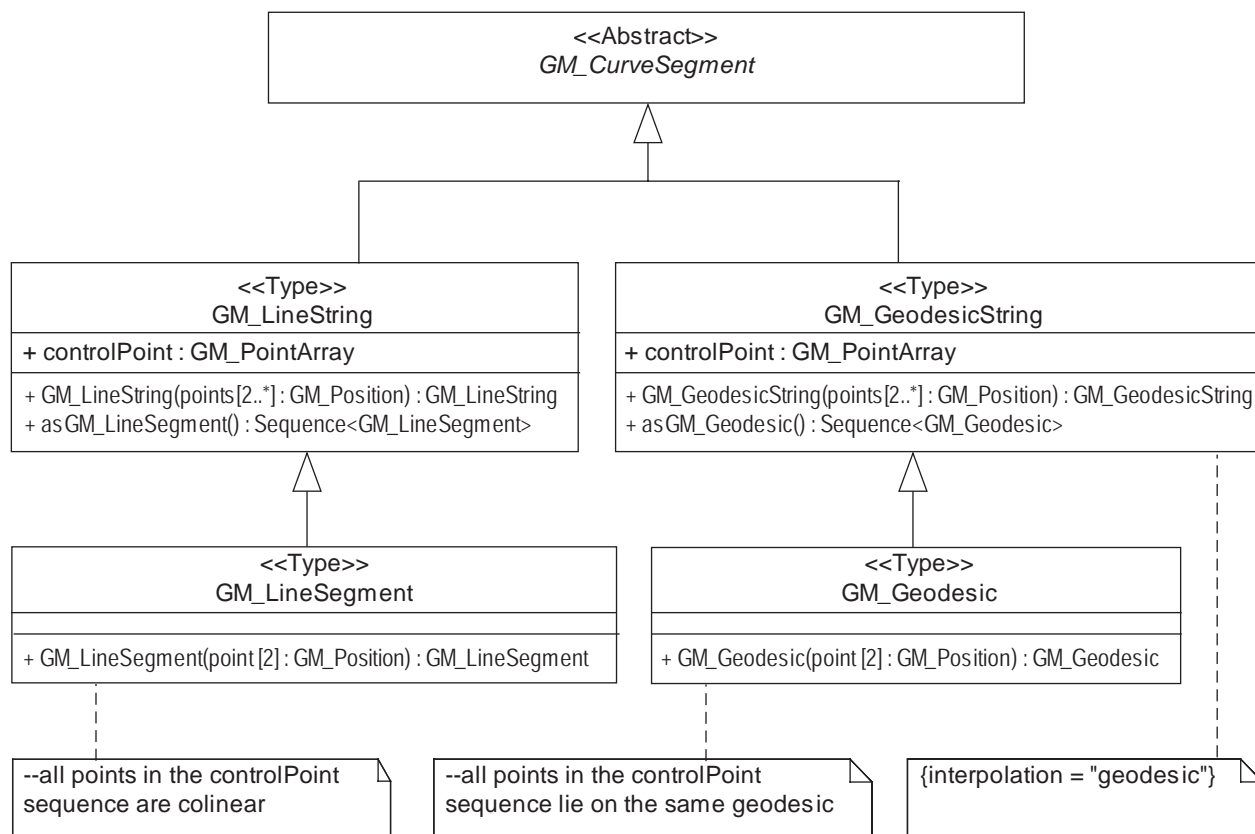 <<Abstract>>
GM_CurveSegment
<<Type>>
GM_LineString
+ controlPoint : GM_PointArray
+ GM_LineString(points[2..*] : GM_Position) : GM_LineString
+ asGM_LineSegment() : Sequence<GM_LineSegment>
<<Type>>
GM_GeodesicString
+ controlPoint : GM_PointArray
+ GM_GeodesicString(points[2..*] : GM_Position) : GM_GeodesicString
+ asGM_Geodesic() : Sequence<GM_Geodesic>
<<Type>>
GM_LineSegment
+ GM_LineSegment(point [2] : GM_Position) : GM_LineSegment
<<Type>>
GM_Geodesic
+ GM_Geodesic(point [2] : GM_Position) : GM_Geodesic
--all points in the controlPoint
sequence are colinear
--all points in the controlPoint
sequence lie on the same geodesic
{interpolation = "geodesic"}